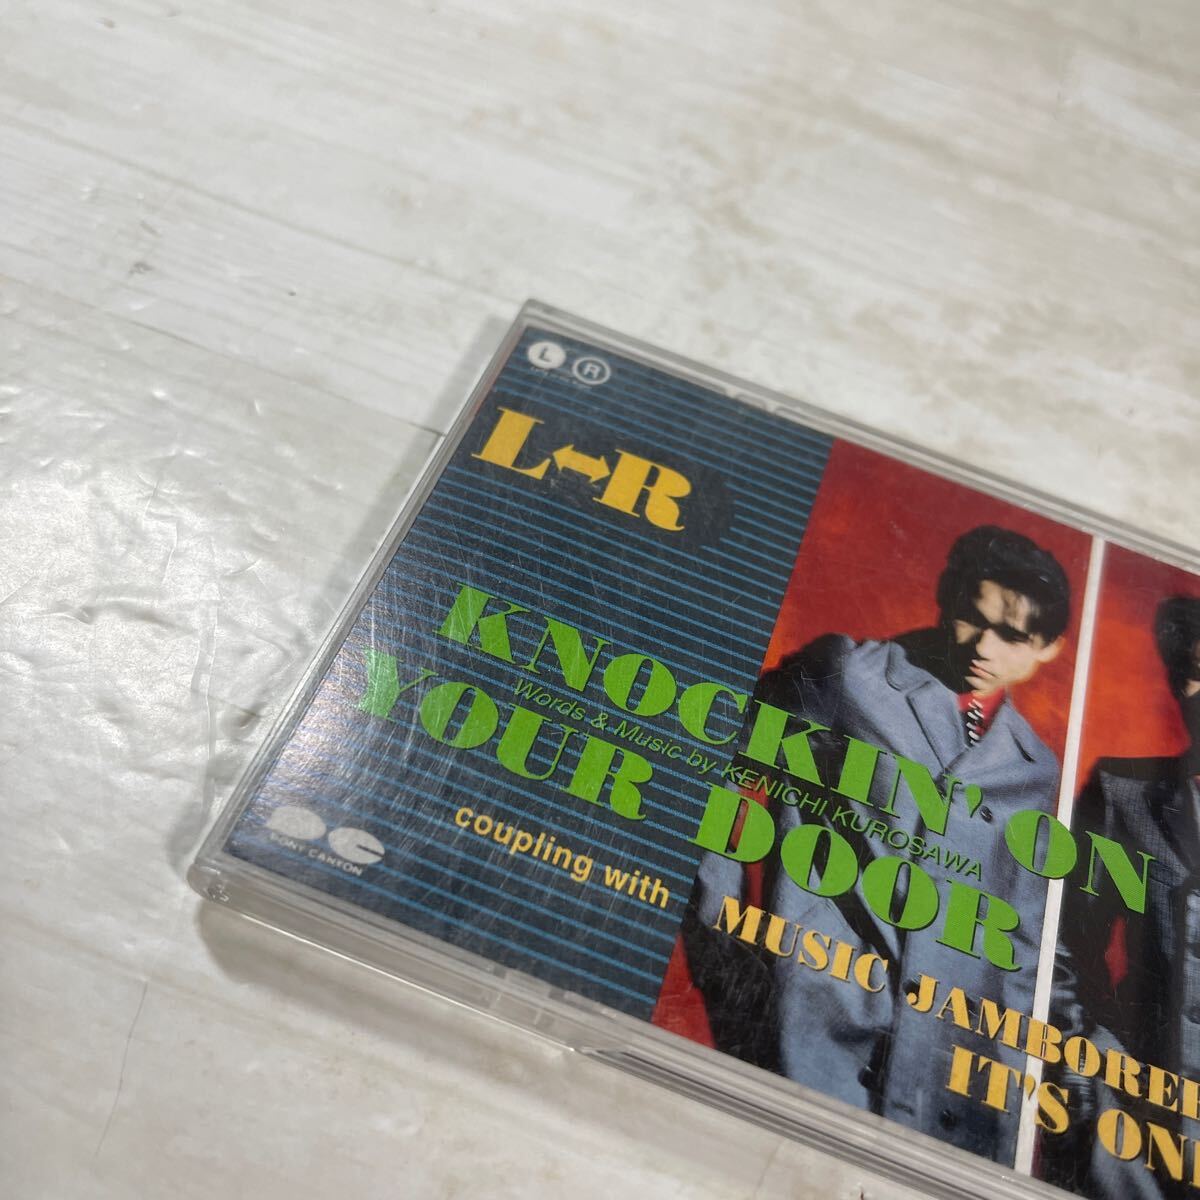 L R
L↔R
KNOCKIN' ON
Words & Music by KENICHI KUROSAWA
YOUR DOOR
coupling with
MUSIC JAMBOREE
IT'S ON
PONY CANYON